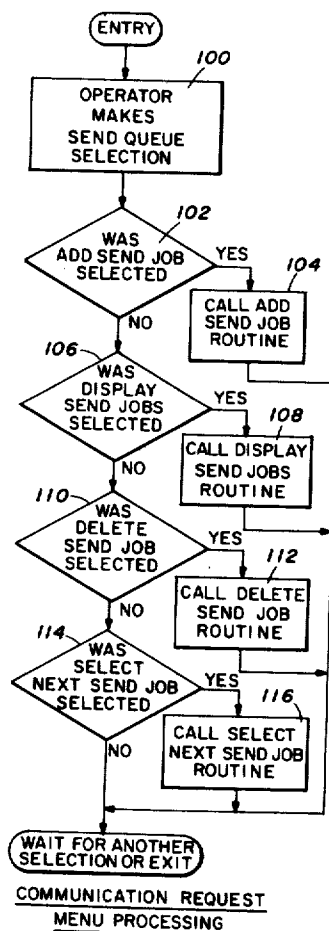 ENTRY
100
OPERATOR
MAKES
SEND QUEUE
SELECTION
102
WAS
ADD SEND JOB
SELECTED
YES
104
CALL ADD
SEND JOB
ROUTINE
NO
106
WAS
DISPLAY
SEND JOBS
SELECTED
YES
108
CALL DISPLAY
SEND JOBS
ROUTINE
NO
110
WAS
DELETE
SEND JOB
SELECTED
YES
112
CALL DELETE
SEND JOB
ROUTINE
NO
114
WAS
SELECT
NEXT SEND JOB
SELECTED
YES
116
CALL SELECT
NEXT SEND JOB
ROUTINE
NO
WAIT FOR ANOTHER
SELECTION OR EXIT
COMMUNICATION REQUEST
MENU PROCESSING